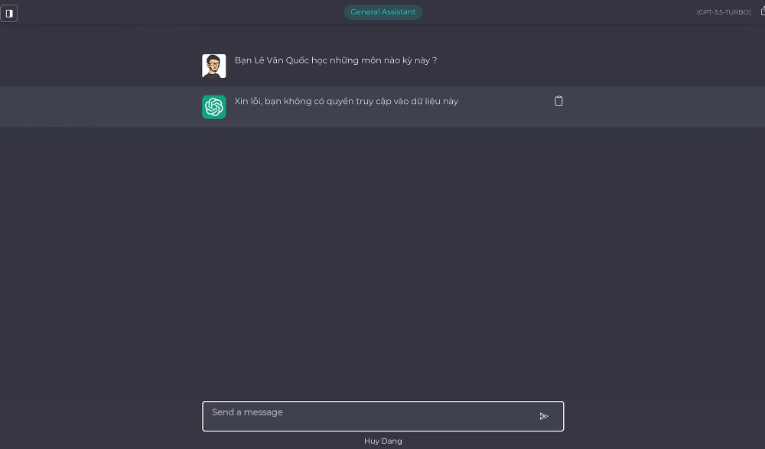 General Assistant
(GPT-3.5-TURBO)
Bạn Lê Văn Quốc học những môn nào kỳ này ?
Xin lỗi, bạn không có quyền truy cập vào dữ liệu này
Send a message
Huy Dang